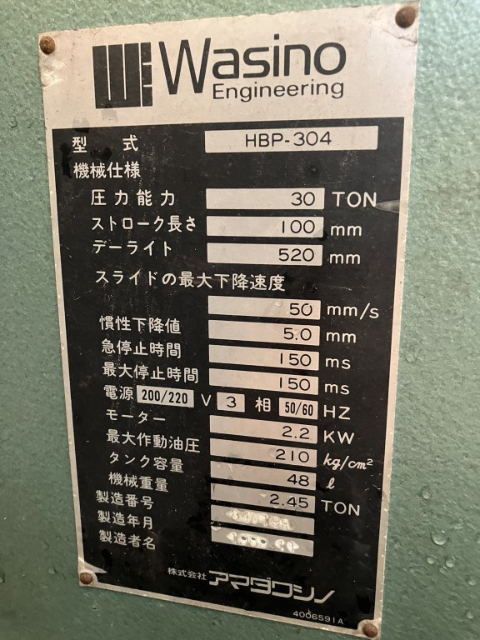 Wasino
Engineering
型式 HBP-304
機械仕様
圧力能力 30 TON
ストローク長さ 100 mm
デーライト 520 mm
スライドの最大下降速度
50 mm/s
慣性下降値 5.0 mm
急停止時間 150 ms
最大停止時間 150 ms
電源 200/220 V 3 相 50/60 HZ
モーター 2.2 KW
最大作動油圧 210 kg/cm²
タンク容量 48 ℓ
機械重量 2.45 TON
製造番号
製造年月
製造者名
株式会社 アマダワシノ
4006591A